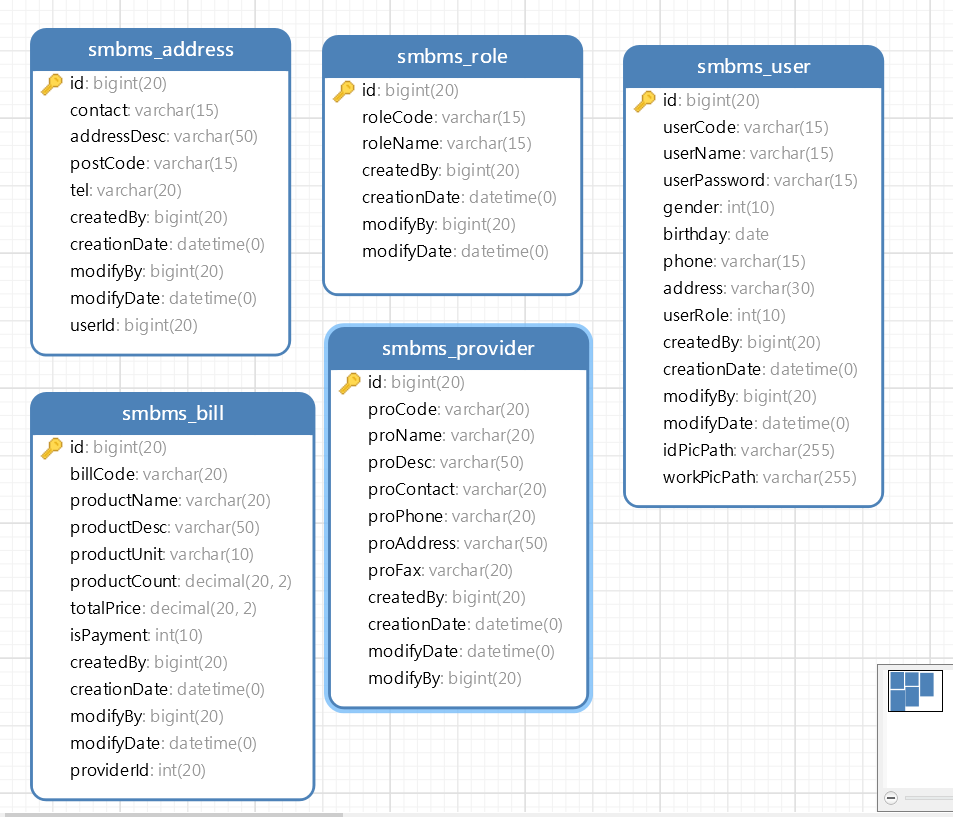 smbms_address
id: bigint(20)
contact: varchar(15)
addressDesc: varchar(50)
postCode: varchar(15)
tel: varchar(20)
createdBy: bigint(20)
creationDate: datetime(0)
modifyBy: bigint(20)
modifyDate: datetime(0)
userId: bigint(20)
smbms_role
id: bigint(20)
roleCode: varchar(15)
roleName: varchar(15)
createdBy: bigint(20)
creationDate: datetime(0)
modifyBy: bigint(20)
modifyDate: datetime(0)
smbms_user
id: bigint(20)
userCode: varchar(15)
userName: varchar(15)
userPassword: varchar(15)
gender: int(10)
birthday: date
phone: varchar(15)
address: varchar(30)
userRole: int(10)
createdBy: bigint(20)
creationDate: datetime(0)
modifyBy: bigint(20)
modifyDate: datetime(0)
idPicPath: varchar(255)
workPicPath: varchar(255)
smbms_bill
id: bigint(20)
billCode: varchar(20)
productName: varchar(20)
productDesc: varchar(50)
productUnit: varchar(10)
productCount: decimal(20, 2)
totalPrice: decimal(20, 2)
isPayment: int(10)
createdBy: bigint(20)
creationDate: datetime(0)
modifyBy: bigint(20)
modifyDate: datetime(0)
providerId: int(20)
smbms_provider
id: bigint(20)
proCode: varchar(20)
proName: varchar(20)
proDesc: varchar(50)
proContact: varchar(20)
proPhone: varchar(20)
proAddress: varchar(50)
proFax: varchar(20)
createdBy: bigint(20)
creationDate: datetime(0)
modifyDate: datetime(0)
modifyBy: bigint(20)